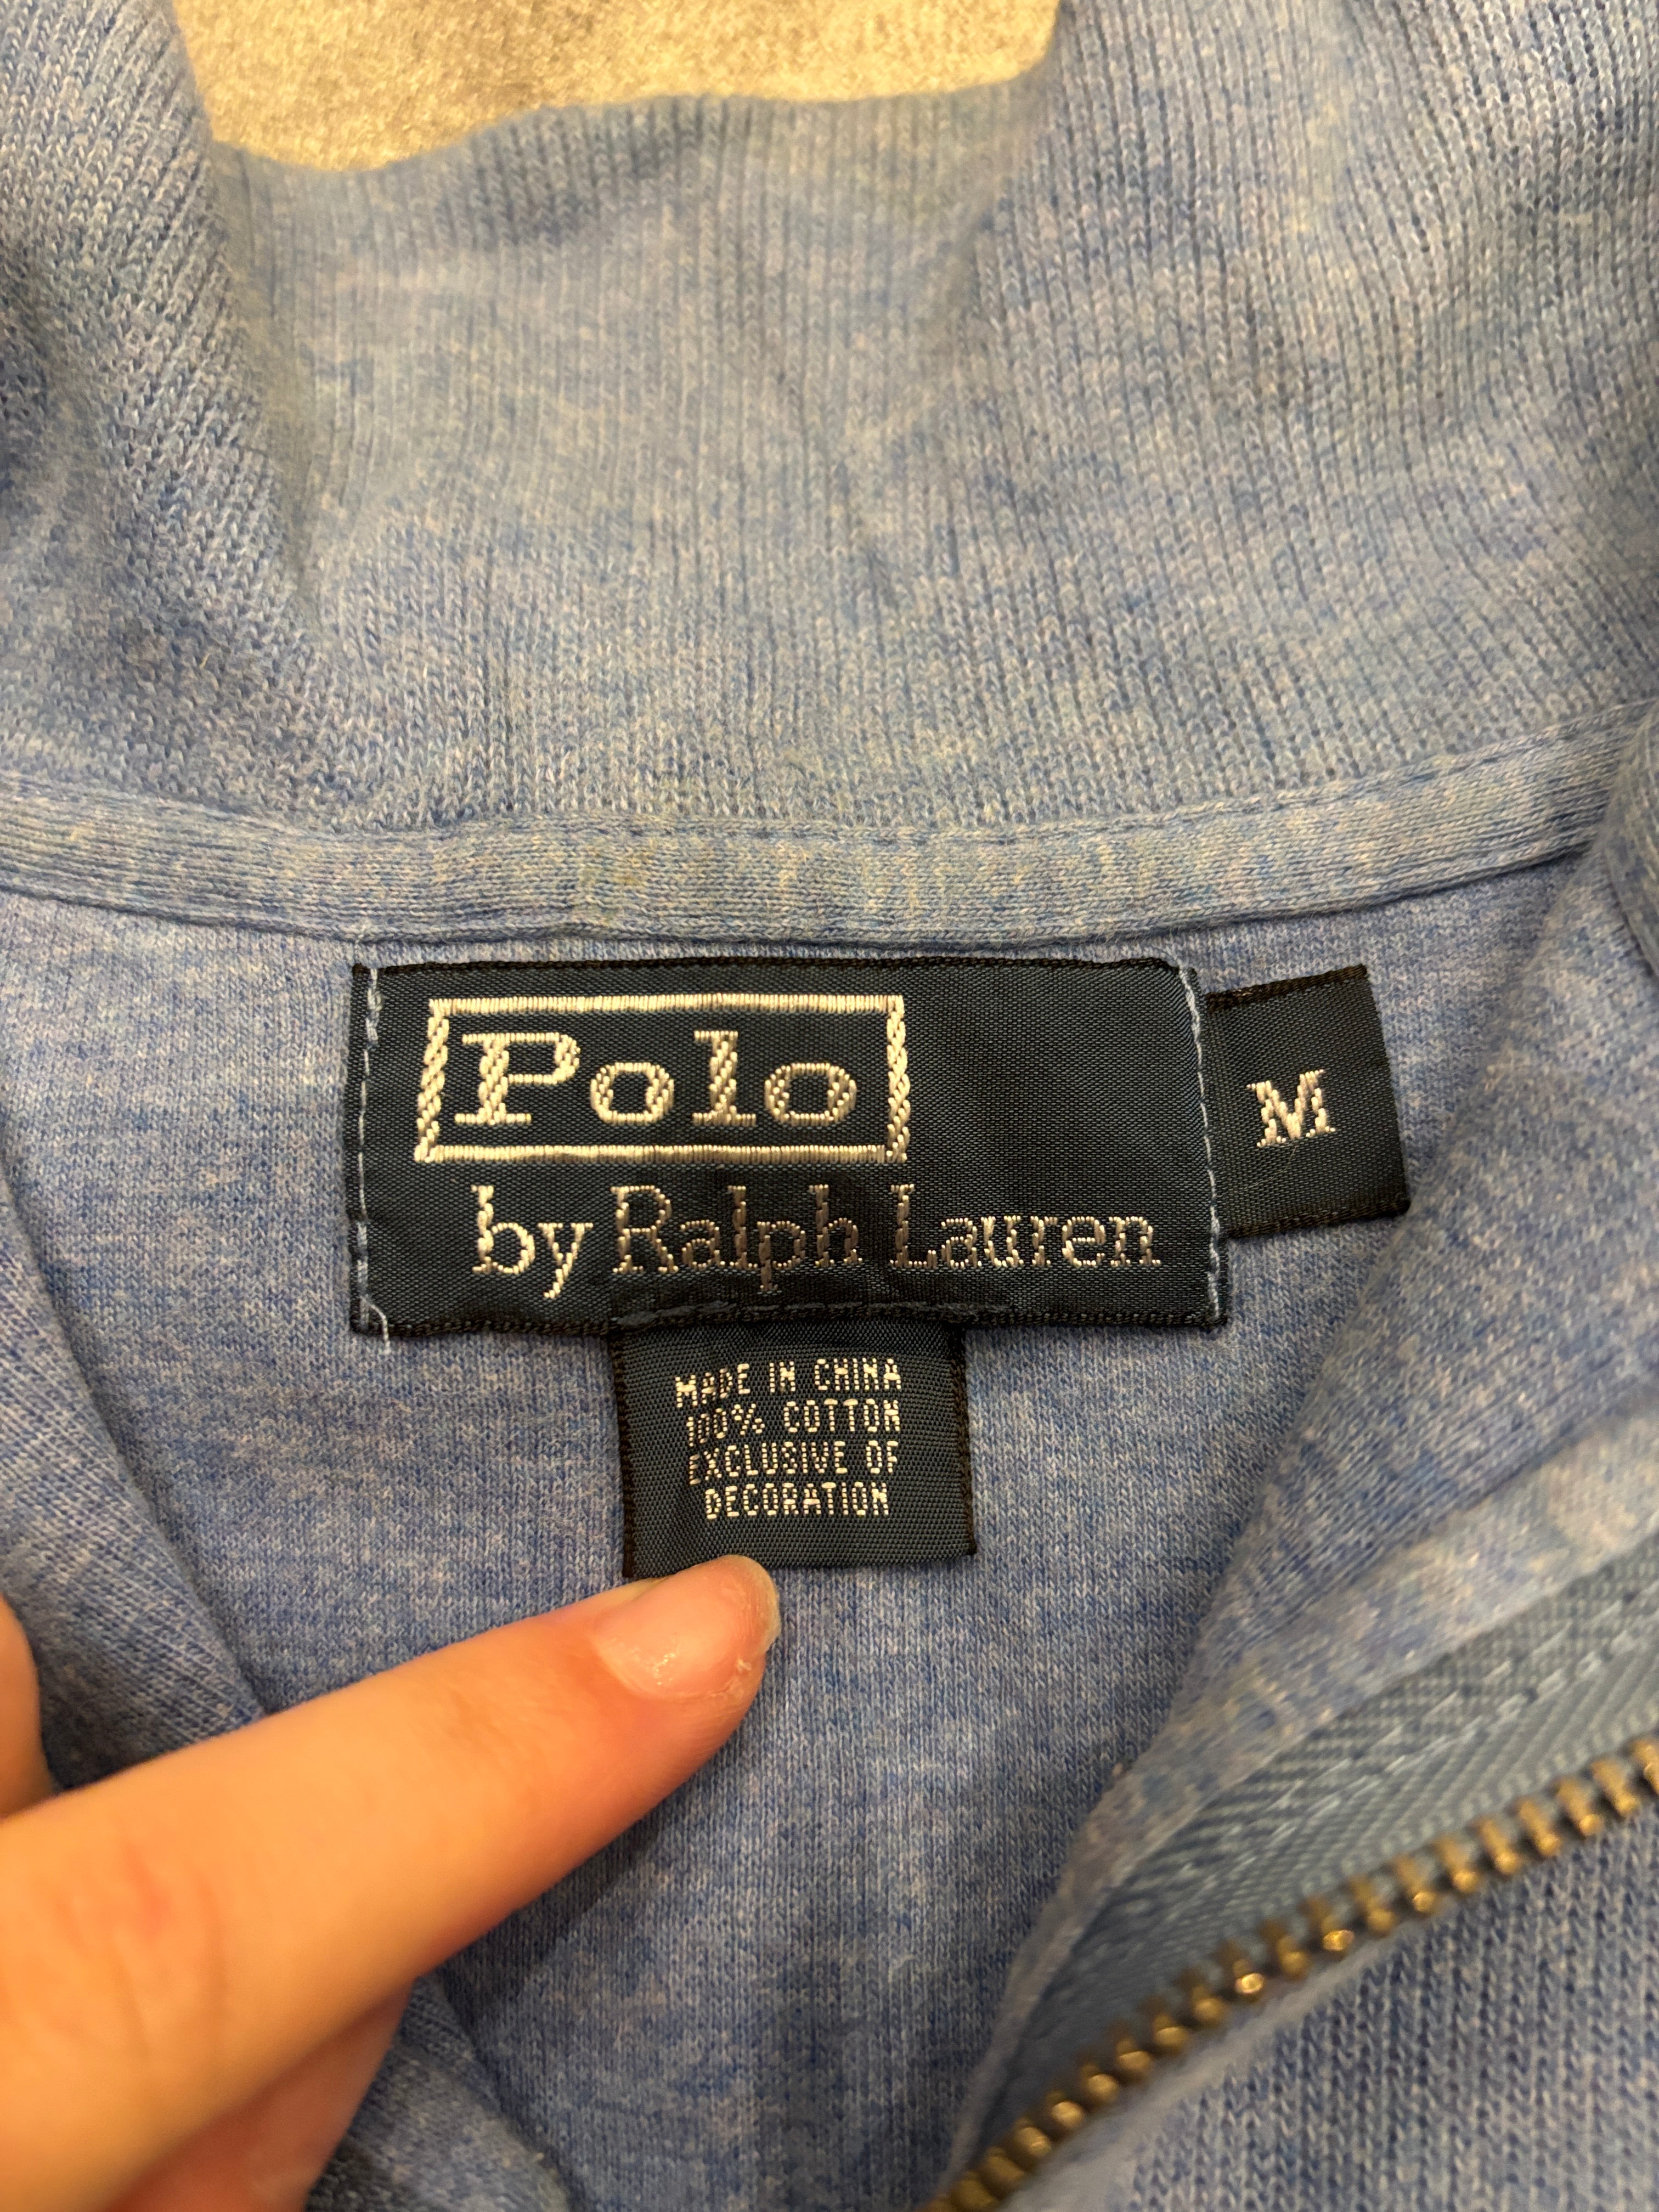 Polo
by Ralph Lauren
M
MADE IN CHINA
100% COTTON
EXCLUSIVE OF
DECORATION